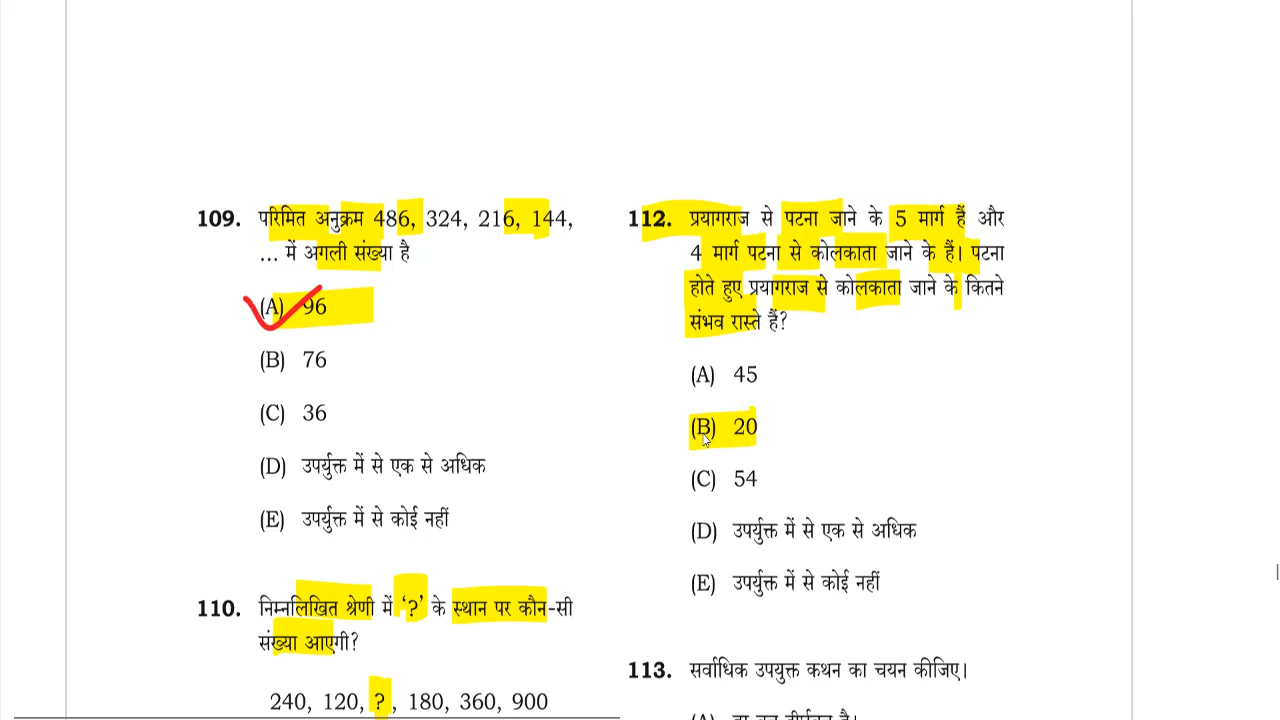 109. परिमित अनुक्रम 486, 324, 216, 144,
... में अगली संख्या है
(A) 96
(B) 76
(C) 36
(D) उपर्युक्त में से एक से अधिक
(E) उपर्युक्त में से कोई नहीं
110. निम्नलिखित श्रेणी में ‘?’ के स्थान पर कौन-सी
संख्या आएगी?
240, 120, ?, 180, 360, 900
112. प्रयागराज से पटना जाने के 5 मार्ग हैं और
4 मार्ग पटना से कोलकाता जाने के हैं। पटना
होते हुए प्रयागराज से कोलकाता जाने के कितने
संभव रास्ते हैं?
(A) 45
(B) 20
(C) 54
(D) उपर्युक्त में से एक से अधिक
(E) उपर्युक्त में से कोई नहीं
113. सर्वाधिक उपयुक्त कथन का चयन कीजिए।